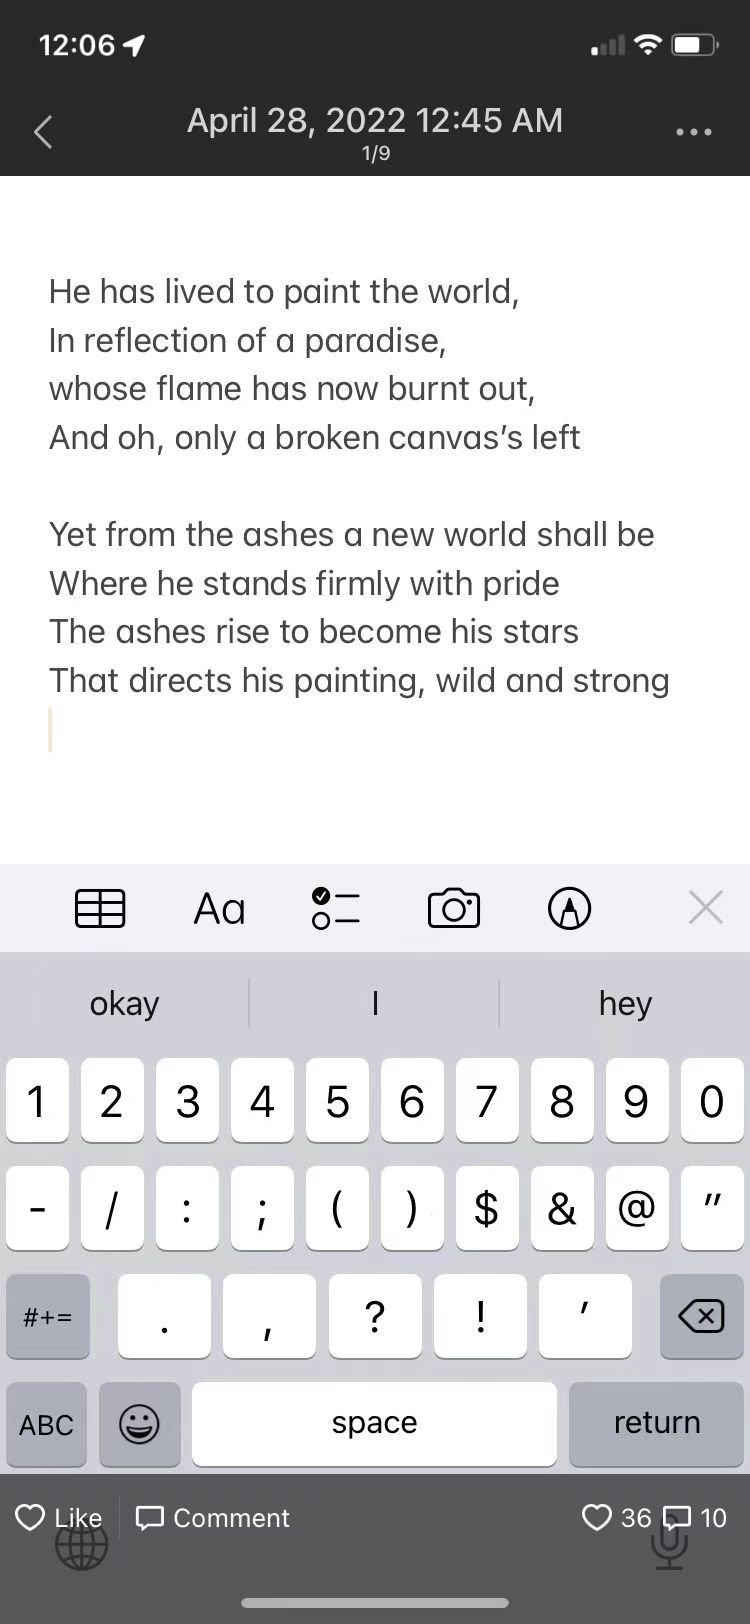 12:06
April 28, 2022 12:45 AM
1/9
He has lived to paint the world,
In reflection of a paradise,
whose flame has now burnt out,
And oh, only a broken canvas’s left
Yet from the ashes a new world shall be
Where he stands firmly with pride
The ashes rise to become his stars
That directs his painting, wild and strong
Aa
okay I hey
1 2 3 4 5 6 7 8 9 0
- / : ; ( ) $ & @ "
#+= . , ? ! '
ABC space return
Like Comment 36 10